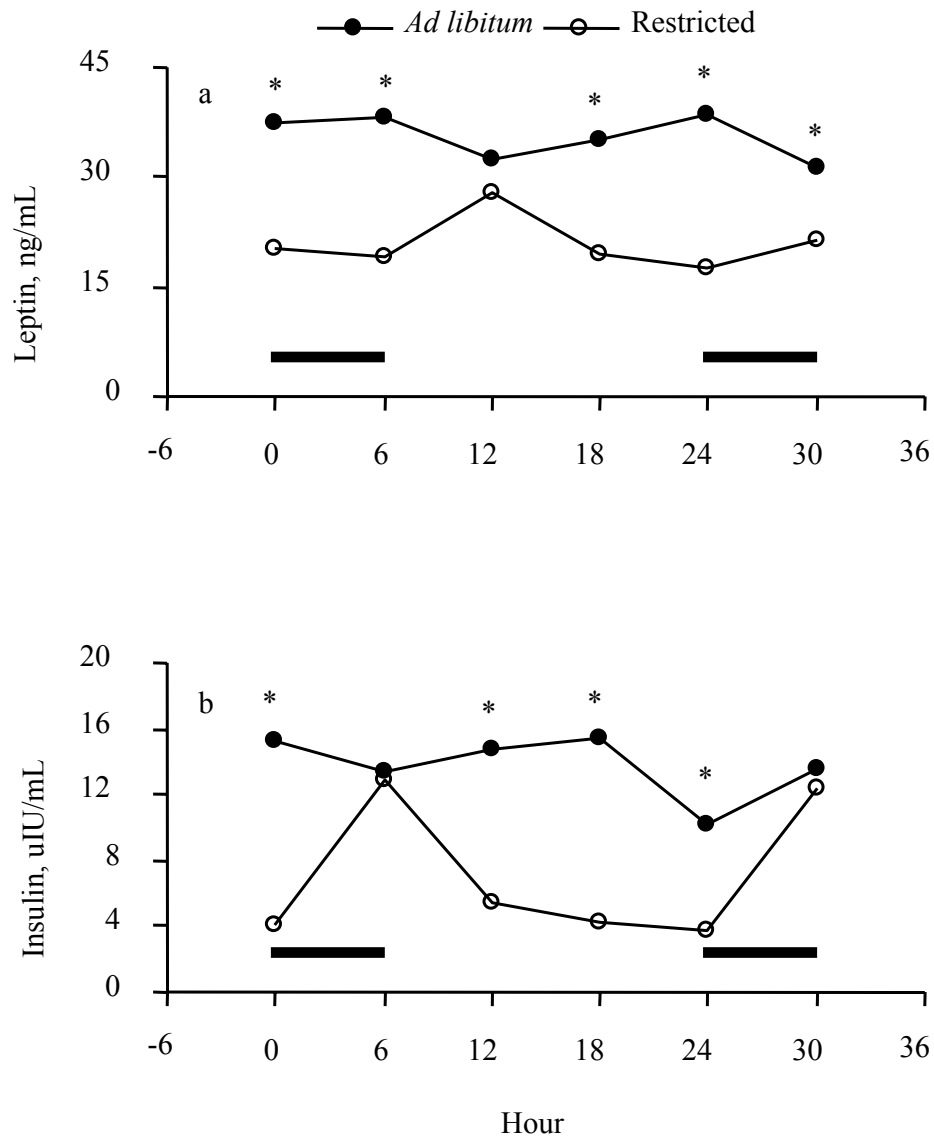 Ad libitum Restricted
45
a
* * * * *
30
Leptin, ng/mL
15
0
-6 0 6 12 18 24 30 36
20
b
* * * *
16
12
Insulin, uIU/mL
8
4
0
-6 0 6 12 18 24 30 36
Hour